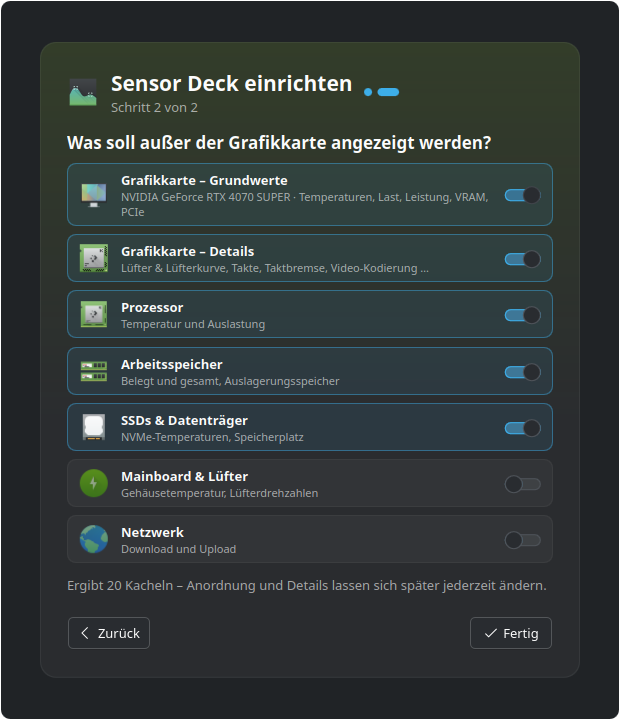 Sensor Deck einrichten
Schritt 2 von 2
Was soll außer der Grafikkarte angezeigt werden?
Grafikkarte – Grundwerte
NVIDIA GeForce RTX 4070 SUPER · Temperaturen, Last, Leistung, VRAM,
PCIe
Grafikkarte – Details
Lüfter & Lüfterkurve, Takte, Taktbremse, Video-Kodierung ...
Prozessor
Temperatur und Auslastung
Arbeitsspeicher
Belegt und gesamt, Auslagerungsspeicher
SSDs & Datenträger
NVMe-Temperaturen, Speicherplatz
Mainboard & Lüfter
Gehäusetemperatur, Lüfterdrehzahlen
Netzwerk
Download und Upload
Ergibt 20 Kacheln – Anordnung und Details lassen sich später jederzeit ändern.
Zurück
Fertig